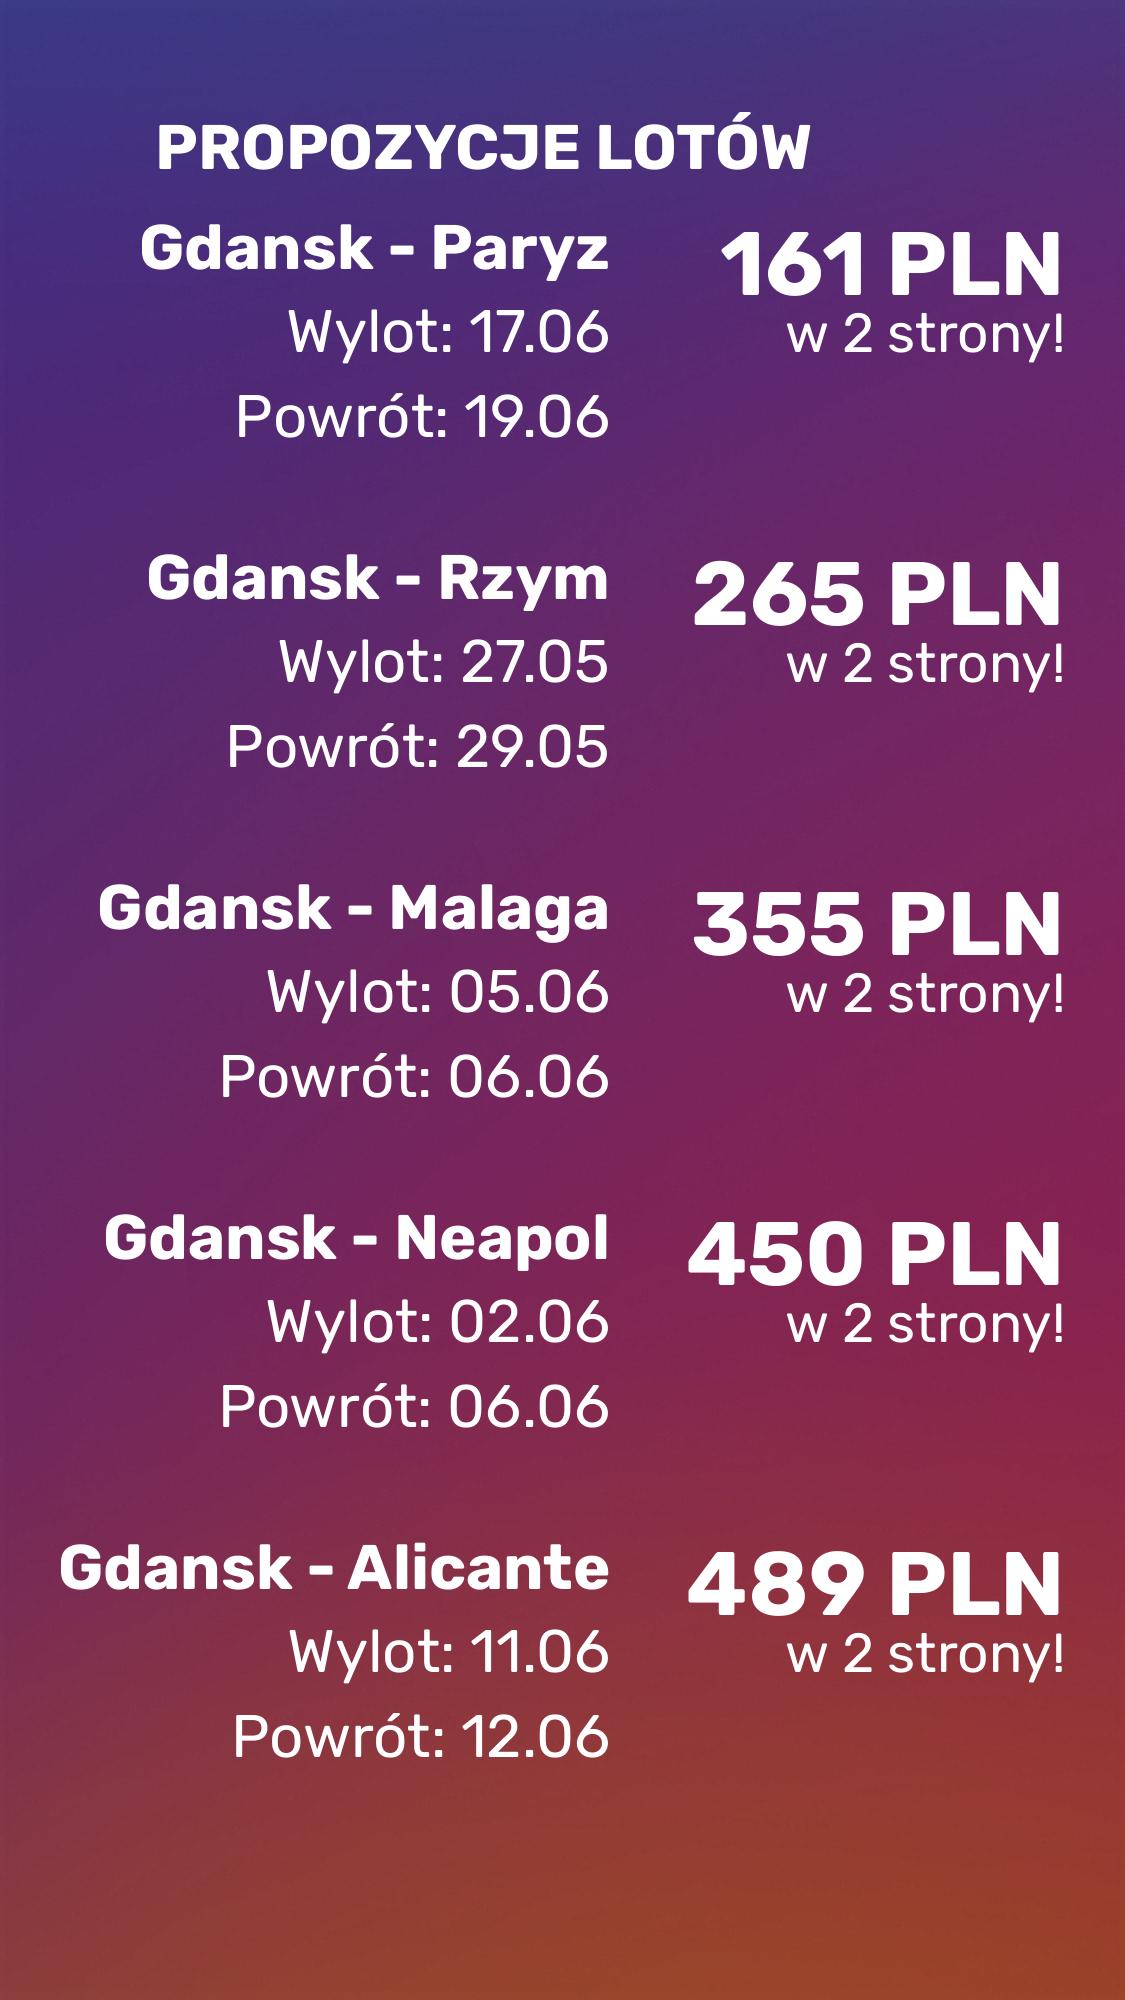 PROPOZYCJE LOTÓW
Gdansk - Paryz
161 PLN
Wylot: 17.06
w 2 strony!
Powrót: 19.06
Gdansk - Rzym
265 PLN
Wylot: 27.05
w 2 strony!
Powrót: 29.05
Gdansk - Malaga
355 PLN
Wylot: 05.06
w 2 strony!
Powrót: 06.06
Gdansk - Neapol
450 PLN
Wylot: 02.06
w 2 strony!
Powrót: 06.06
Gdansk - Alicante
489 PLN
Wylot: 11.06
w 2 strony!
Powrót: 12.06